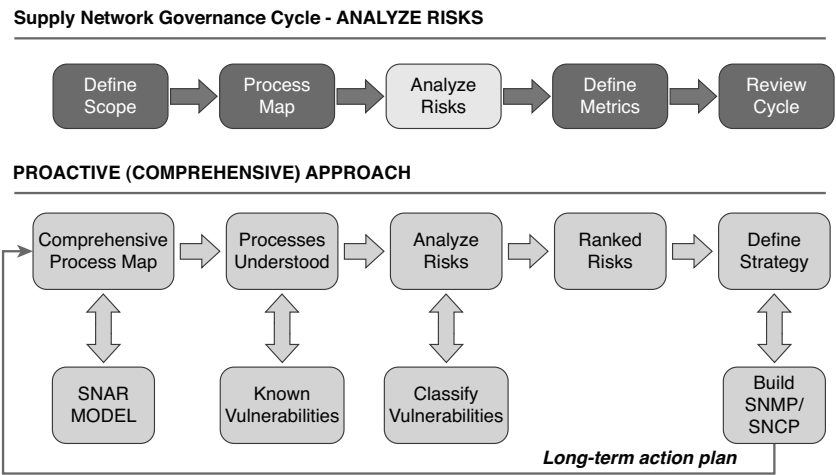 Supply Network Governance Cycle - ANALYZE RISKS
Define
Scope
Process
Map
Analyze
Risks
Define
Metrics
Review
Cycle
PROACTIVE (COMPREHENSIVE) APPROACH
Comprehensive
Process Map
Processes
Understood
Analyze
Risks
Ranked
Risks
Define
Strategy
SNAR
MODEL
Known
Vulnerabilities
Classify
Vulnerabilities
Build
SNMP/
SNCP
Long-term action plan